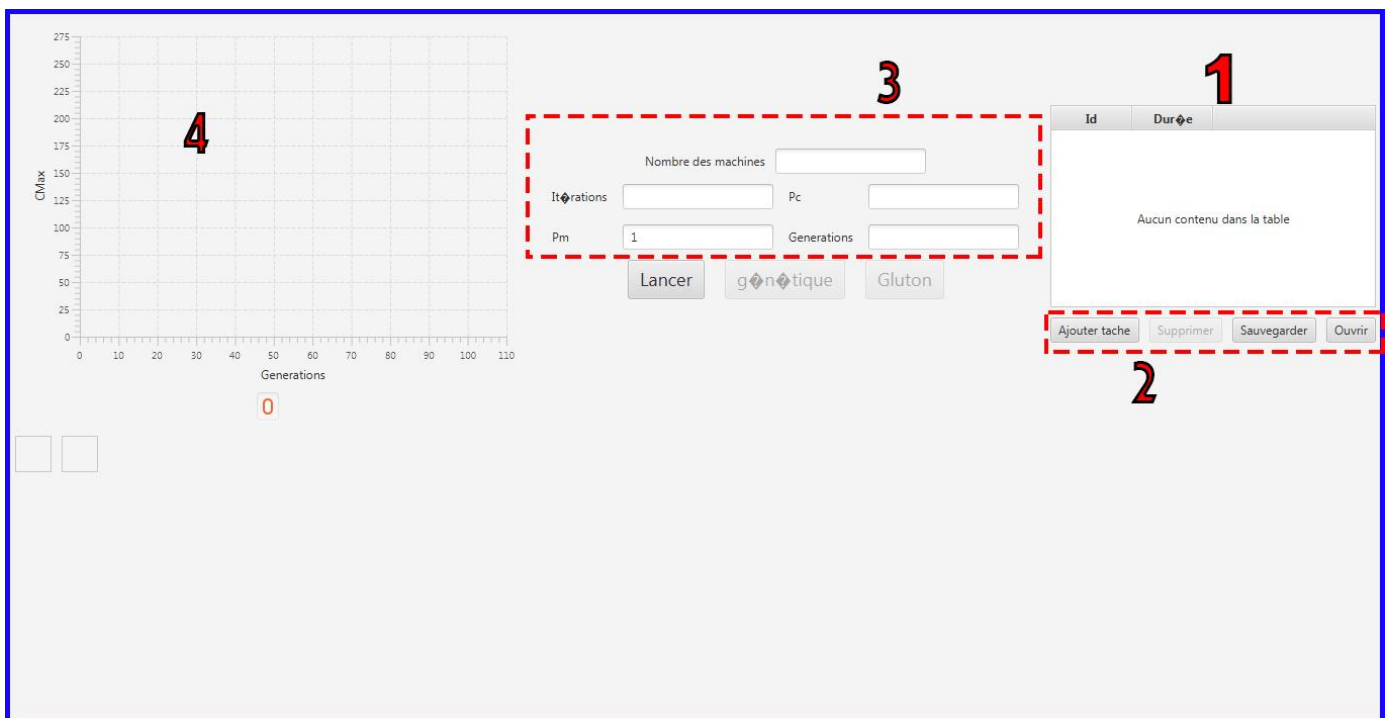 275
250
225
200
175
150
125
100
75
50
25
0
CMax
0 10 20 30 40 50 60 70 80 90 100 110
Generations
0
4
3
Nombre des machines
It�rations Pc
Pm 1 Generations
Lancer g�n�tique Gluton
1
Id Dur�e
Aucun contenu dans la table
Ajouter tache Supprimer Sauvegarder Ouvrir
2